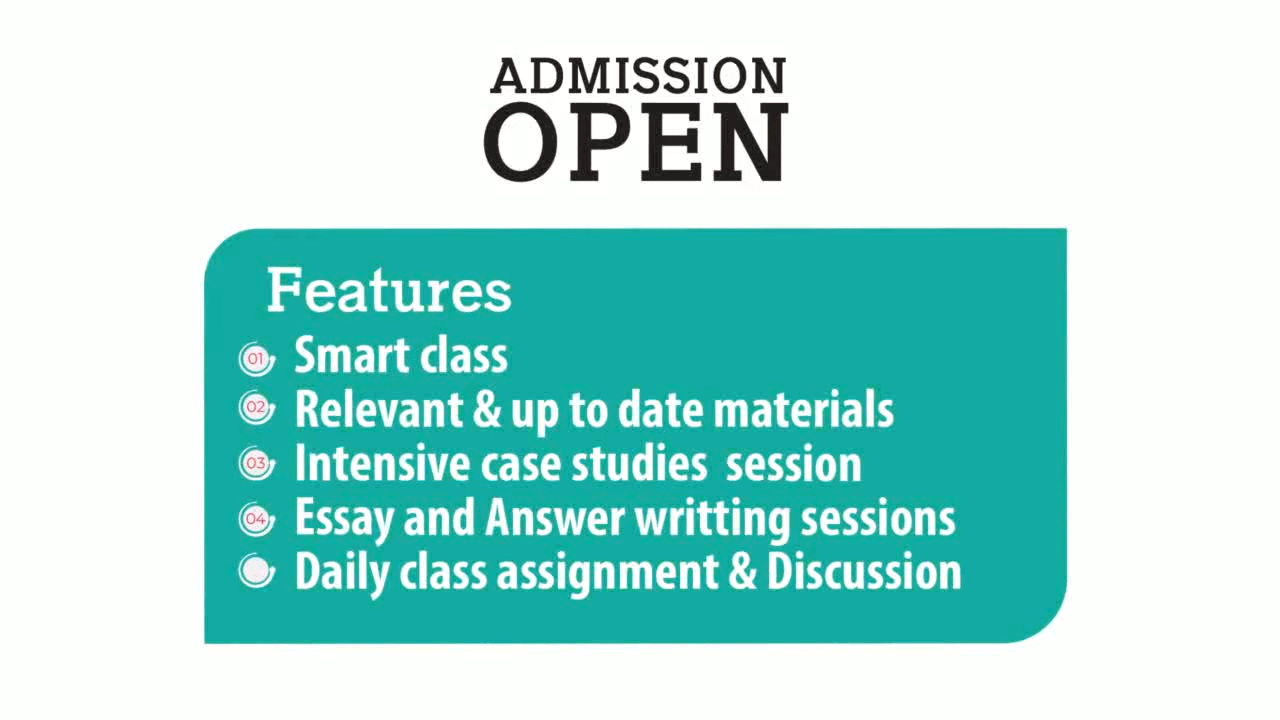 ADMISSION
OPEN
Features
01 Smart class
02 Relevant & up to date materials
03 Intensive case studies session
04 Essay and Answer writting sessions
Daily class assignment & Discussion